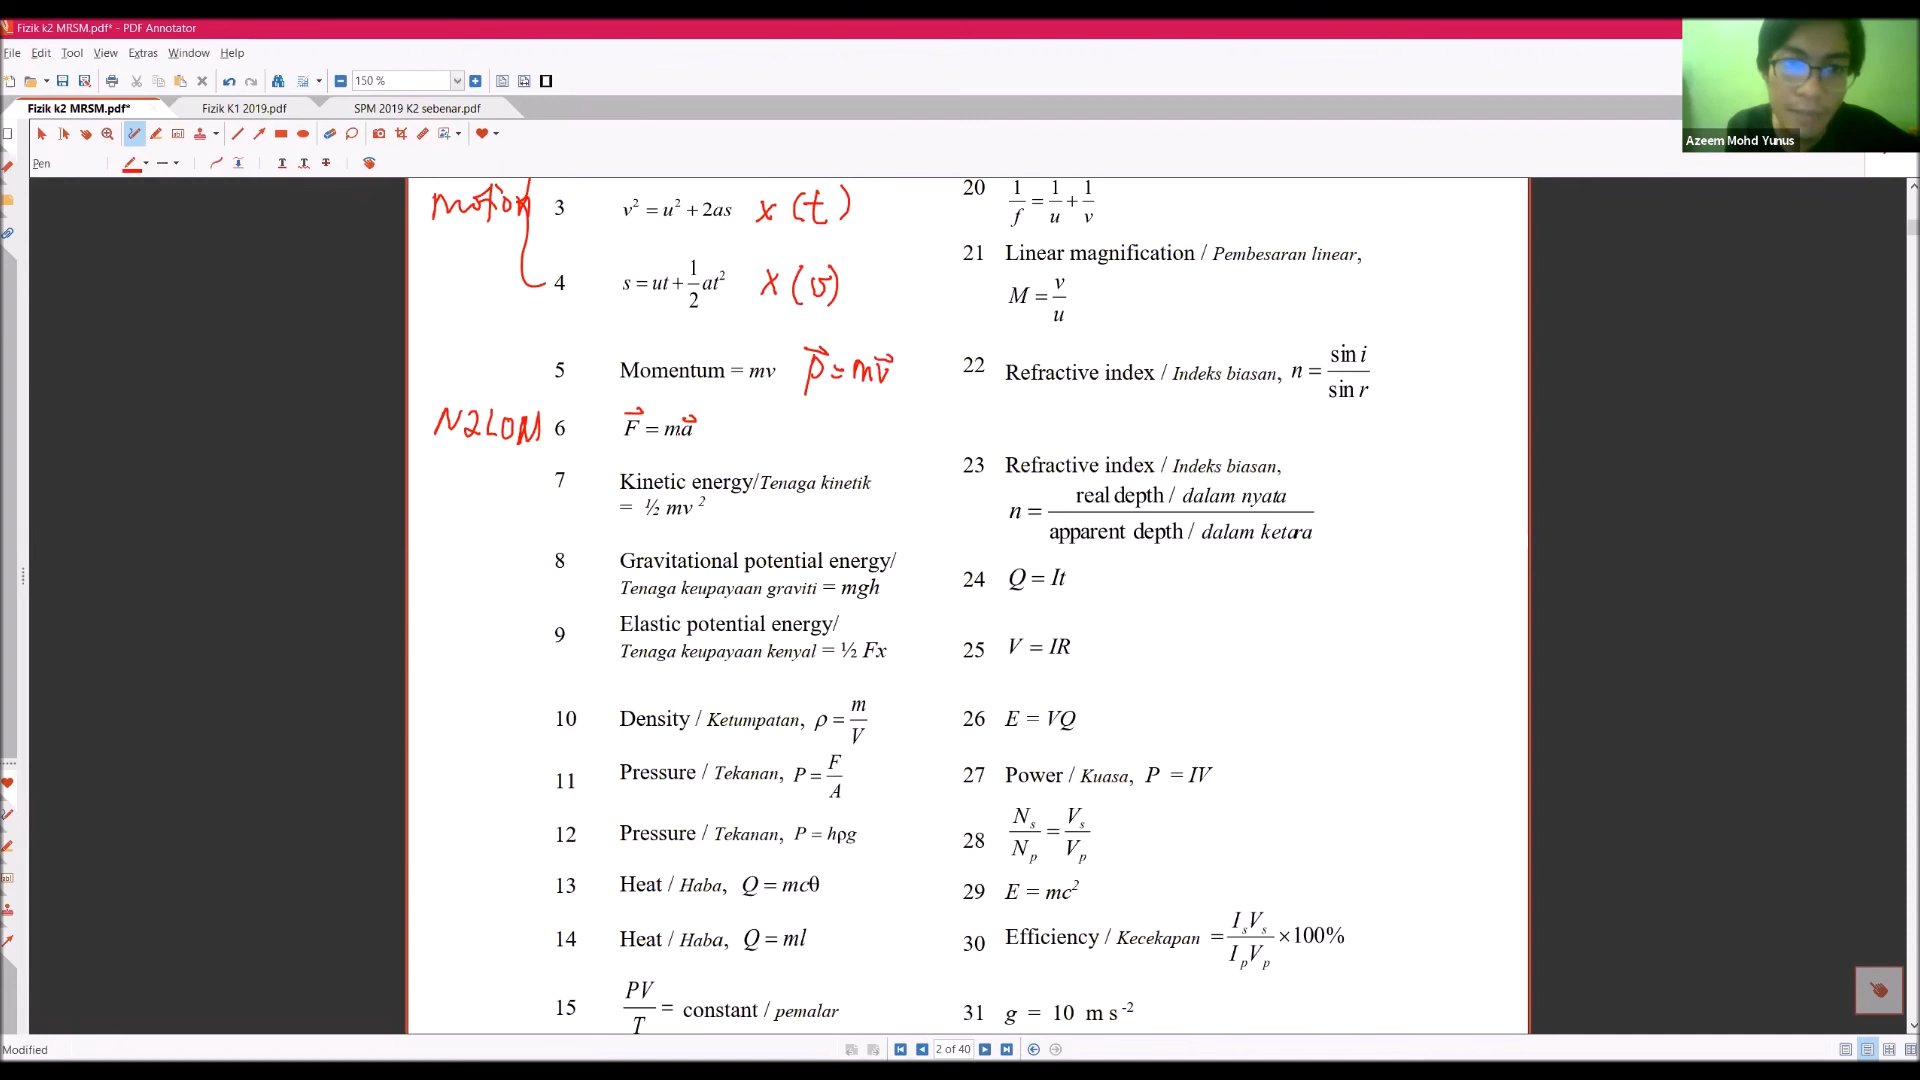 Fizik k2 MRSM.pdf* - PDF Annotator
File Edit Tool View Extras Window Help
150 %
Fizik k2 MRSM.pdf* Fizik K1 2019.pdf SPM 2019 K2 sebenar.pdf
Pen
Azeem Mohd Yunus
motion
3 v² = u² + 2as x (t)
4 s = ut + 1/2 at² x (v)
5 Momentum = mv p⃗ = mv⃗
N2LOM 6 F⃗ = ma⃗
7 Kinetic energy/Tenaga kinetik
= ½ mv ²
8 Gravitational potential energy/
Tenaga keupayaan graviti = mgh
9 Elastic potential energy/
Tenaga keupayaan kenyal = ½ Fx
10 Density / Ketumpatan, ρ = m/V
11 Pressure / Tekanan, P = F/A
12 Pressure / Tekanan, P = hρg
13 Heat / Haba, Q = mcθ
14 Heat / Haba, Q = ml
15 PV/T = constant / pemalar
20 1/f = 1/u + 1/v
21 Linear magnification / Pembesaran linear,
M = v/u
22 Refractive index / Indeks biasan, n = sin i/sin r
23 Refractive index / Indeks biasan,
n = real depth / dalam nyata
apparent depth / dalam ketara
24 Q = It
25 V = IR
26 E = VQ
27 Power / Kuasa, P = IV
28 Nₛ/Nₚ = Vₛ/Vₚ
29 E = mc²
30 Efficiency / Kecekapan = IₛVₛ/IₚVₚ ×100%
31 g = 10 m s⁻²
Modified
2 of 40